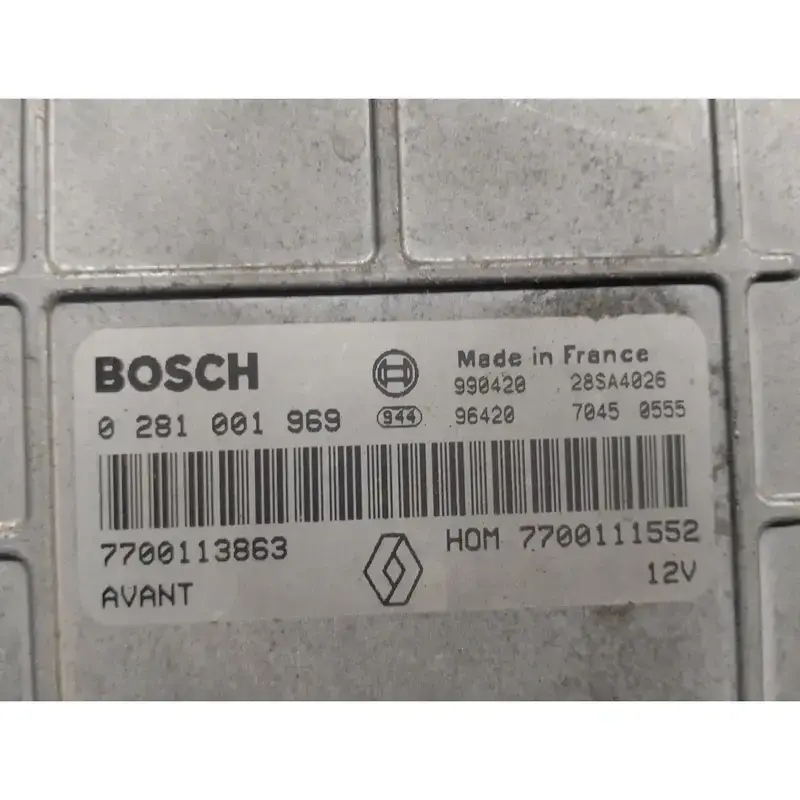 BOSCH
Made in France
990420 28SA4026
0 281 001 969 944 96420 7045 0555
7700113863 HOM 7700111552
AVANT 12V